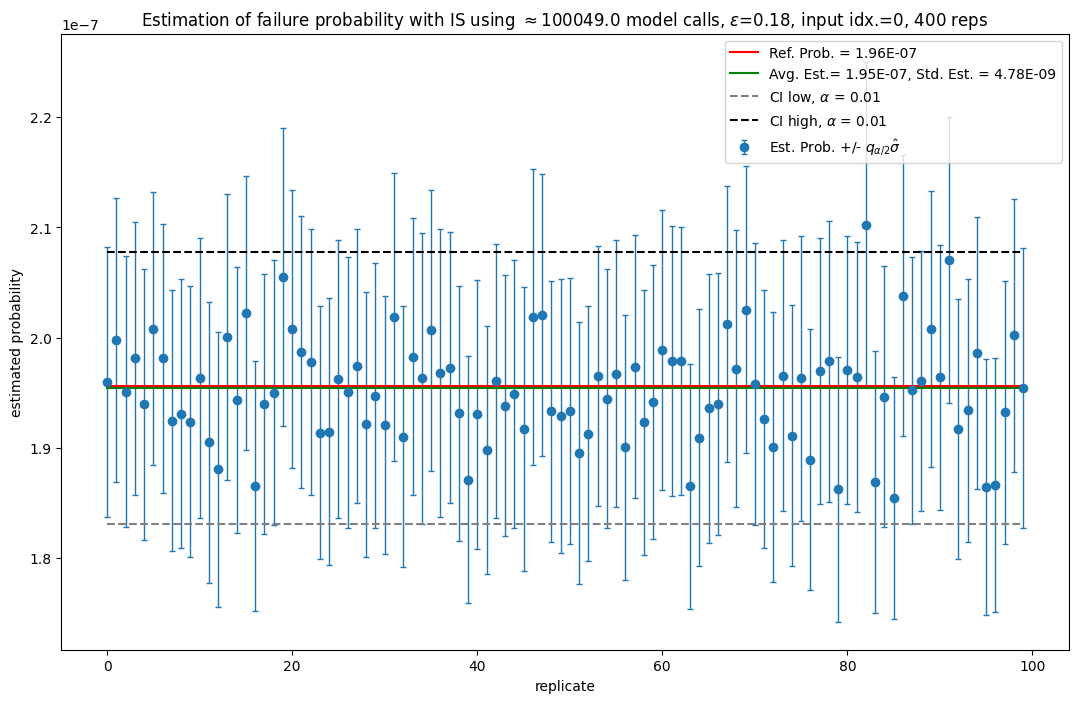 Estimation of failure probability with IS using ≈100049.0 model calls, ε=0.18, input idx.=0, 400 reps
1e−7
Ref. Prob. = 1.96E-07
Avg. Est.= 1.95E-07, Std. Est. = 4.78E-09
CI low, α = 0.01
CI high, α = 0.01
Est. Prob. +/- q_{α/2}σ̂
2.2
2.1
2.0
1.9
1.8
estimated probability
0 20 40 60 80 100
replicate